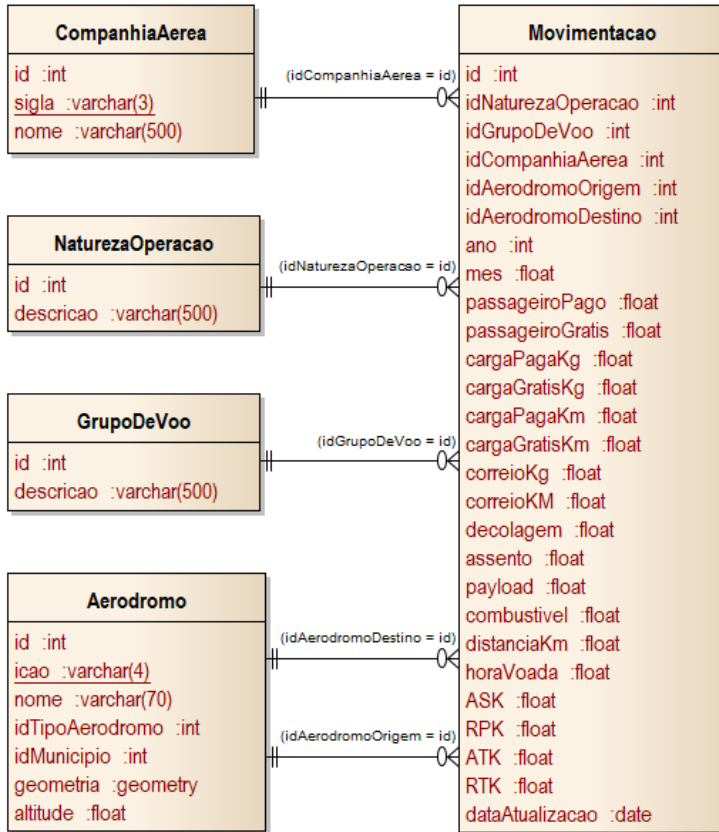 CompanhiaAerea
id :int
sigla :varchar(3)
nome :varchar(500)
(idCompanhiaAerea = id)
NaturezaOperacao
id :int
descricao :varchar(500)
(idNaturezaOperacao = id)
GrupoDeVoo
id :int
descricao :varchar(500)
(idGrupoDeVoo = id)
Aerodromo
id :int
icao :varchar(4)
nome :varchar(70)
idTipoAerodromo :int
idMunicipio :int
geometria :geometry
altitude :float
(idAerodromoDestino = id)
(idAerodromoOrigem = id)
Movimentacao
id :int
idNaturezaOperacao :int
idGrupoDeVoo :int
idCompanhiaAerea :int
idAerodromoOrigem :int
idAerodromoDestino :int
ano :int
mes :float
passageiroPago :float
passageiroGratis :float
cargaPagaKg :float
cargaGratisKg :float
cargaPagaKm :float
cargaGratisKm :float
correioKg :float
correioKM :float
decolagem :float
assento :float
payload :float
combustivel :float
distanciaKm :float
horaVoada :float
ASK :float
RPK :float
ATK :float
RTK :float
dataAtualizacao :date